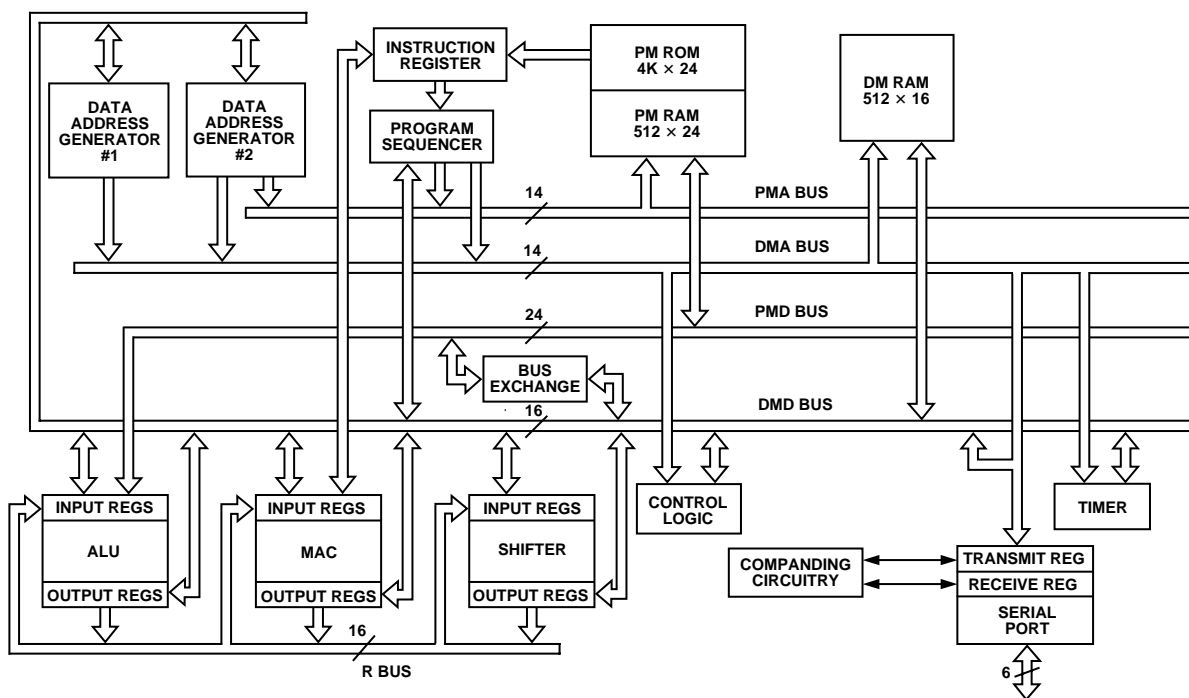 INSTRUCTION
REGISTER
PM ROM
4K × 24
DM RAM
512 × 16
DATA
ADDRESS
GENERATOR
#1
DATA
ADDRESS
GENERATOR
#2
PROGRAM
SEQUENCER
PM RAM
512 × 24
14
PMA BUS
14
DMA BUS
24
PMD BUS
BUS
EXCHANGE
16
DMD BUS
INPUT REGS
ALU
OUTPUT REGS
INPUT REGS
MAC
OUTPUT REGS
INPUT REGS
SHIFTER
OUTPUT REGS
CONTROL
LOGIC
TIMER
COMPANDING
CIRCUITRY
TRANSMIT REG
RECEIVE REG
SERIAL
PORT
16
R BUS
6